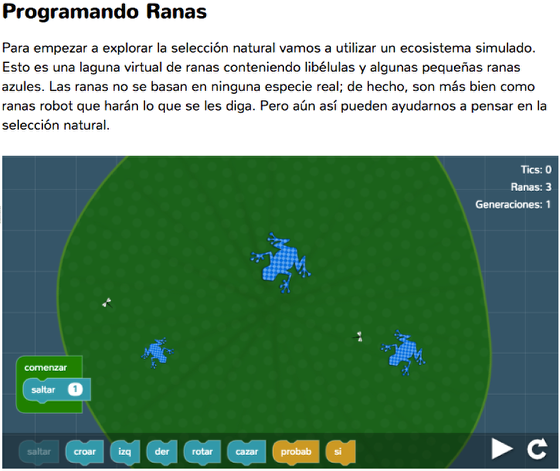 Programando Ranas
Para empezar a explorar la selección natural vamos a utilizar un ecosistema simulado.
Esto es una laguna virtual de ranas conteniendo libélulas y algunas pequeñas ranas
azules. Las ranas no se basan en ninguna especie real; de hecho, son más bien como
ranas robot que harán lo que se les diga. Pero aún así pueden ayudarnos a pensar en la
selección natural.
Tics: 0
Ranas: 3
Generaciones: 1
comenzar
saltar 1
saltar croar izq der rotar cazar probab si